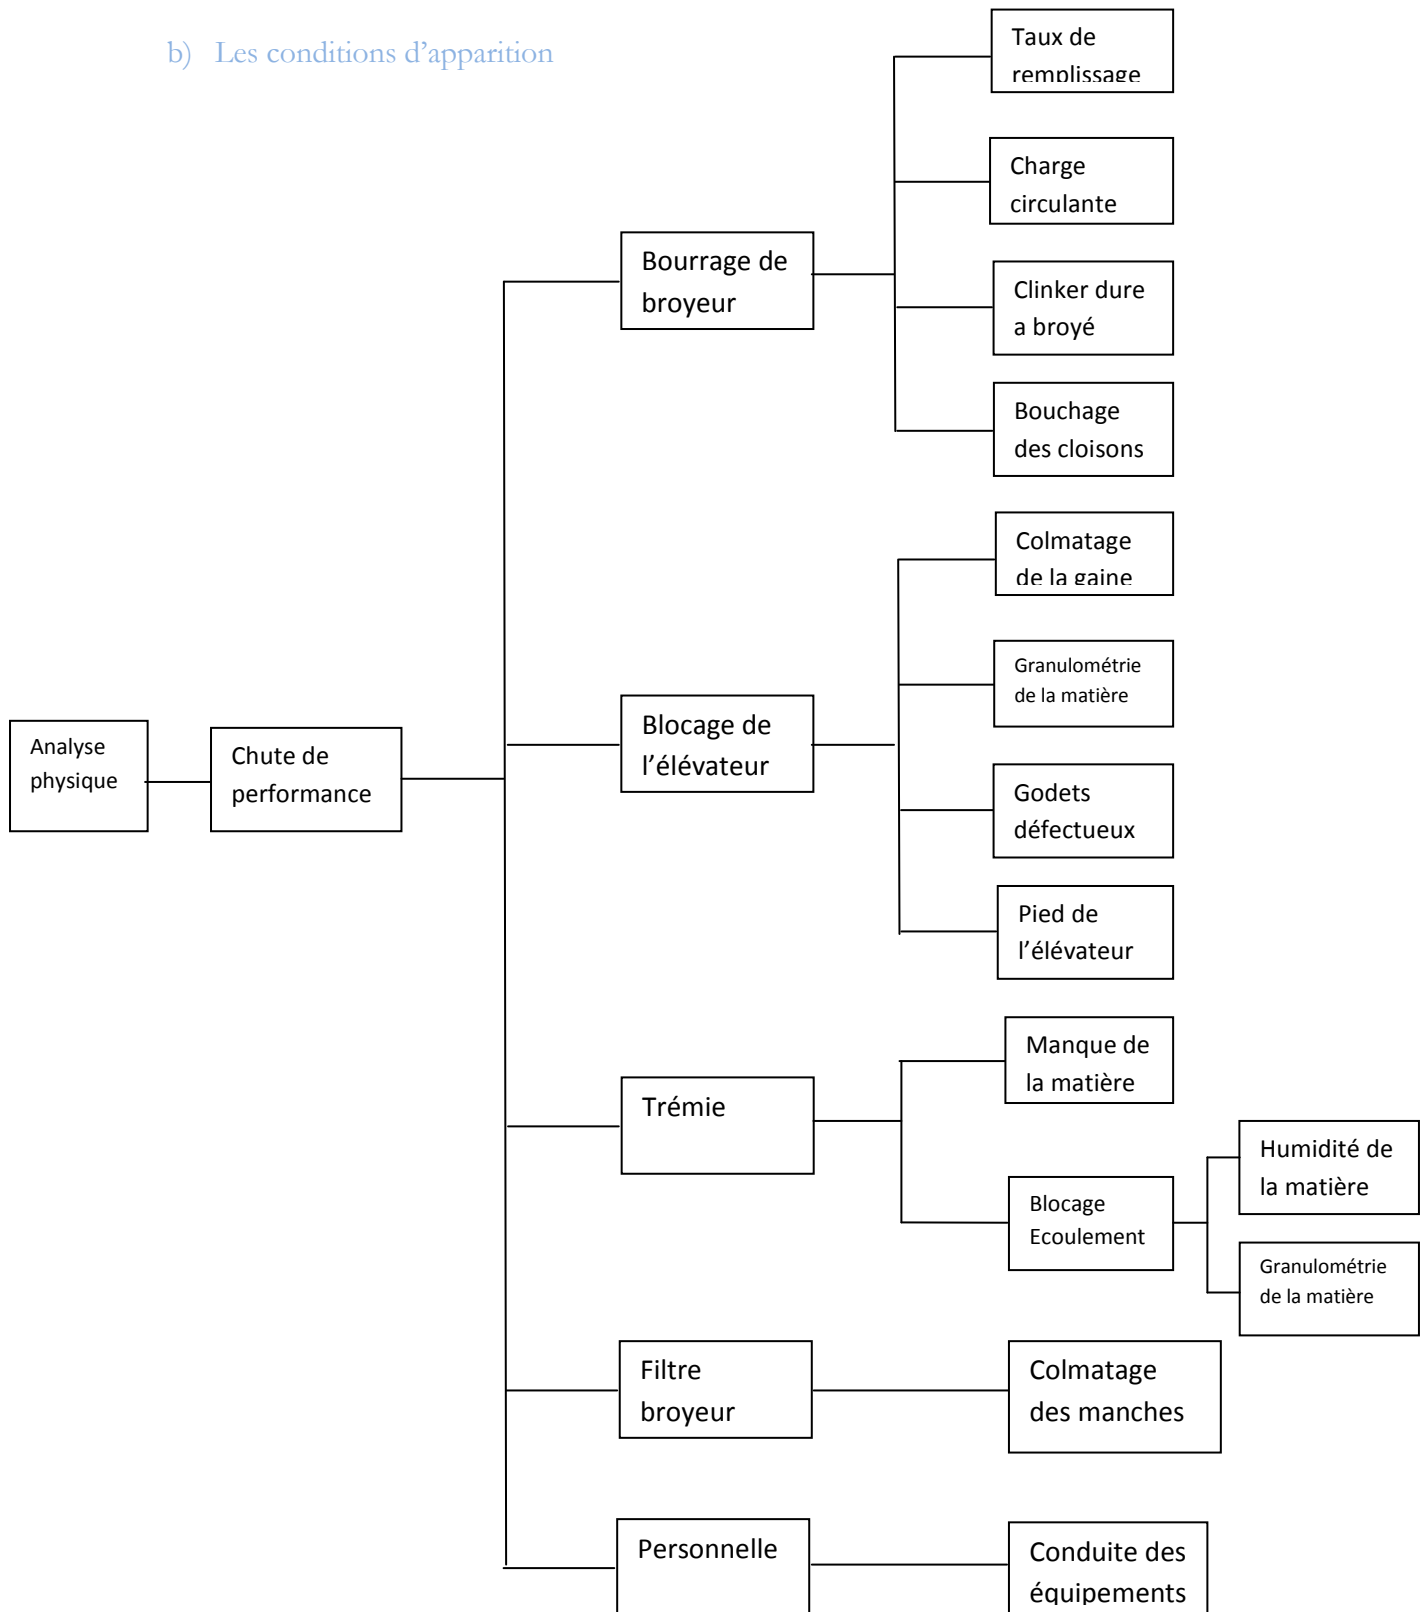 b) Les conditions d’apparition
Taux de
remplissage
Charge
circulante
Bourrage de
broyeur
Clinker dure
a broyé
Bouchage
des cloisons
Colmatage
de la gaine
Granulométrie
de la matière
Analyse
physique
Chute de
performance
Blocage de
l’élévateur
Godets
défectueux
Pied de
l’élévateur
Manque de
la matière
Trémie
Humidité de
la matière
Blocage
Ecoulement
Granulométrie
de la matière
Filtre
broyeur
Colmatage
des manches
Personnelle
Conduite des
équipements